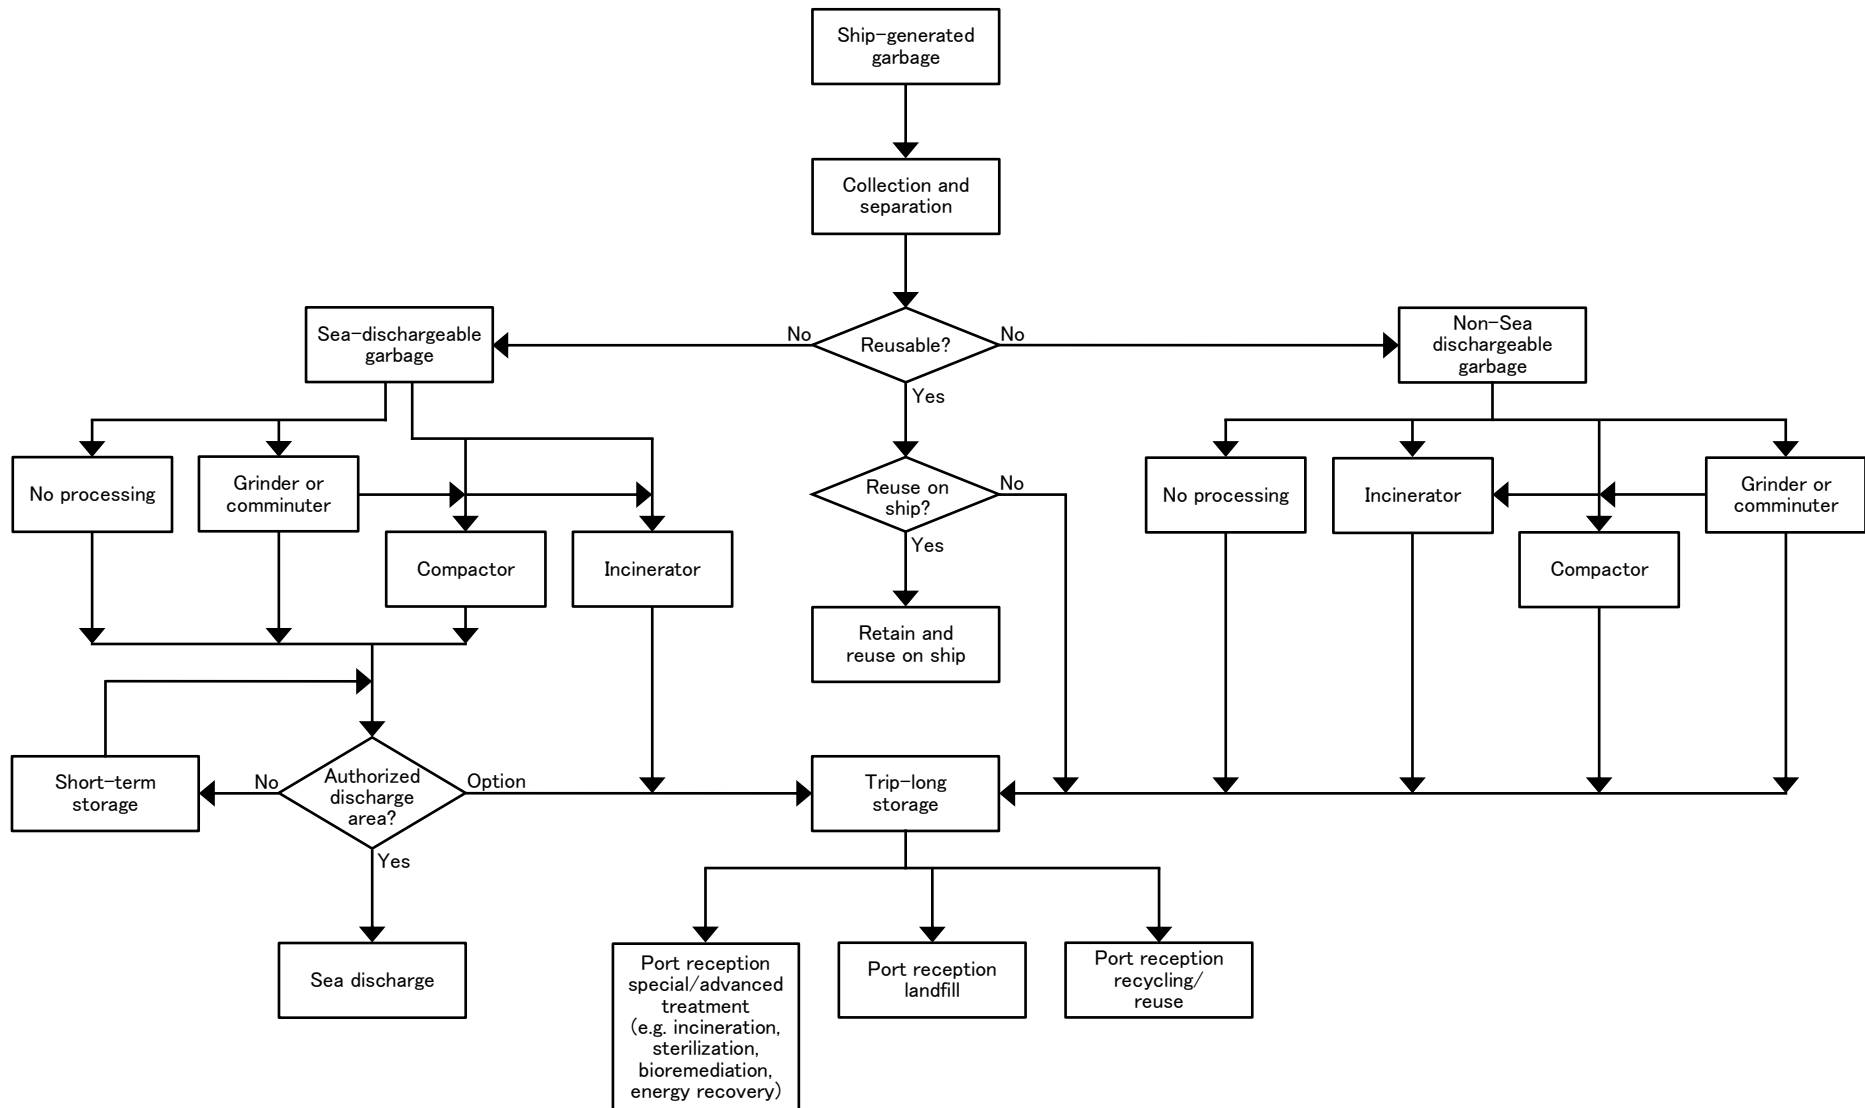 Ship-generated
garbage
Collection and
separation
Sea-dischargeable
garbage
No
Reusable?
No
Non-Sea
dischargeable
garbage
Yes
No processing
Grinder or
comminuter
Reuse on
ship?
No
No processing
Incinerator
Grinder or
comminuter
Yes
Compactor
Incinerator
Compactor
Retain and
reuse on ship
Short-term
storage
No
Authorized
discharge
area?
Option
Trip-long
storage
Yes
Sea discharge
Port reception
special/advanced
treatment
(e.g. incineration,
sterilization,
bioremediation,
energy recovery)
Port reception
landfill
Port reception
recycling/
reuse